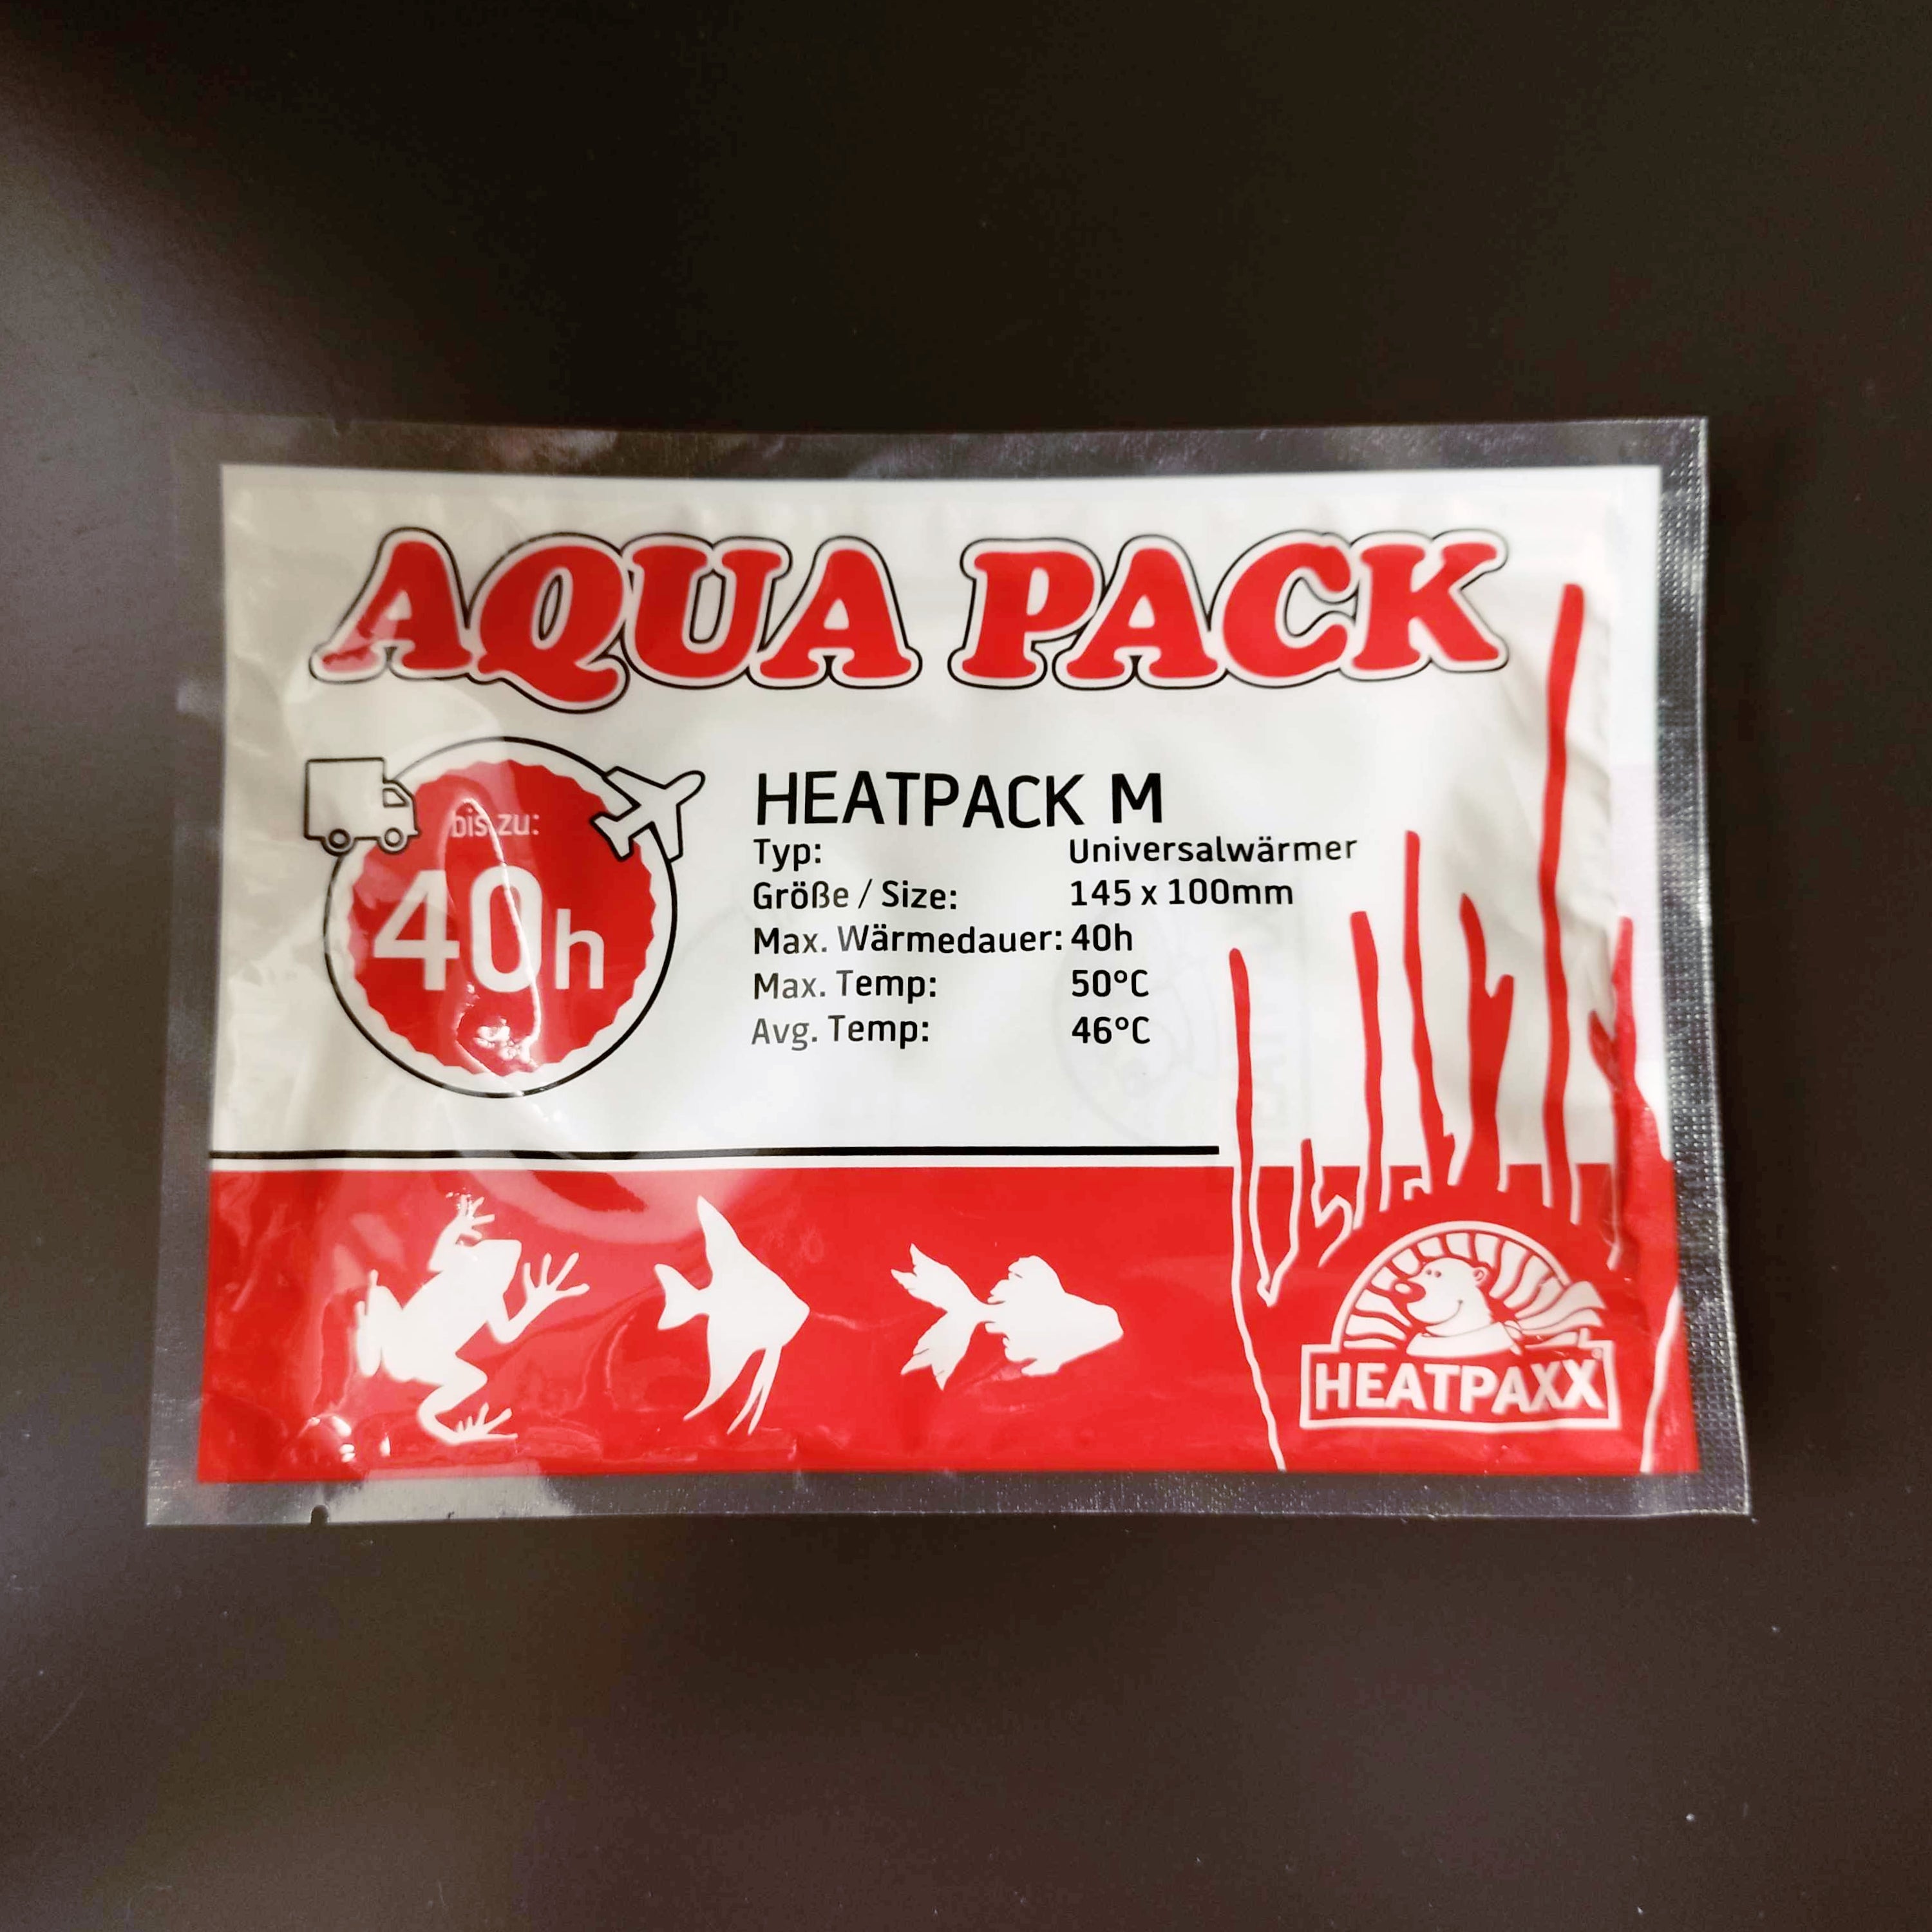 AQUA PACK
bis zu:
40h
HEATPACK M
Typ: Universalwärmer
Größe / Size: 145 x 100mm
Max. Wärmedauer: 40h
Max. Temp: 50°C
Avg. Temp: 46°C
HEATPAXX